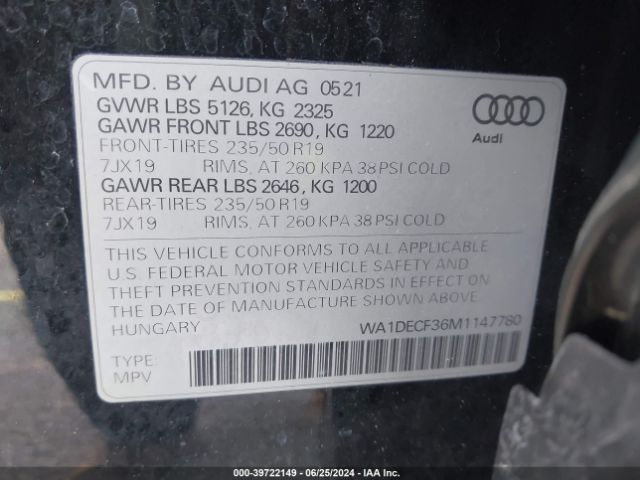 MFD. BY AUDI AG 0521
GVWR LBS 5126, KG 2325
GAWR FRONT LBS 2690, KG 1220
FRONT-TIRES 235/50 R19
7JX19 RIMS, AT 260 KPA 38 PSI COLD
GAWR REAR LBS 2646, KG 1200
REAR-TIRES 235/50 R19
7JX19 RIMS, AT 260 KPA 38 PSI COLD
Audi
THIS VEHICLE CONFORMS TO ALL APPLICABLE
U.S. FEDERAL MOTOR VEHICLE SAFETY AND
THEFT PREVENTION STANDARDS IN EFFECT ON
THE DATE OF MANUFACTURE SHOWN ABOVE.
HUNGARY WA1DECF36M1147780
TYPE:
MPV
000-39722149 - 06/25/2024 - IAA Inc.